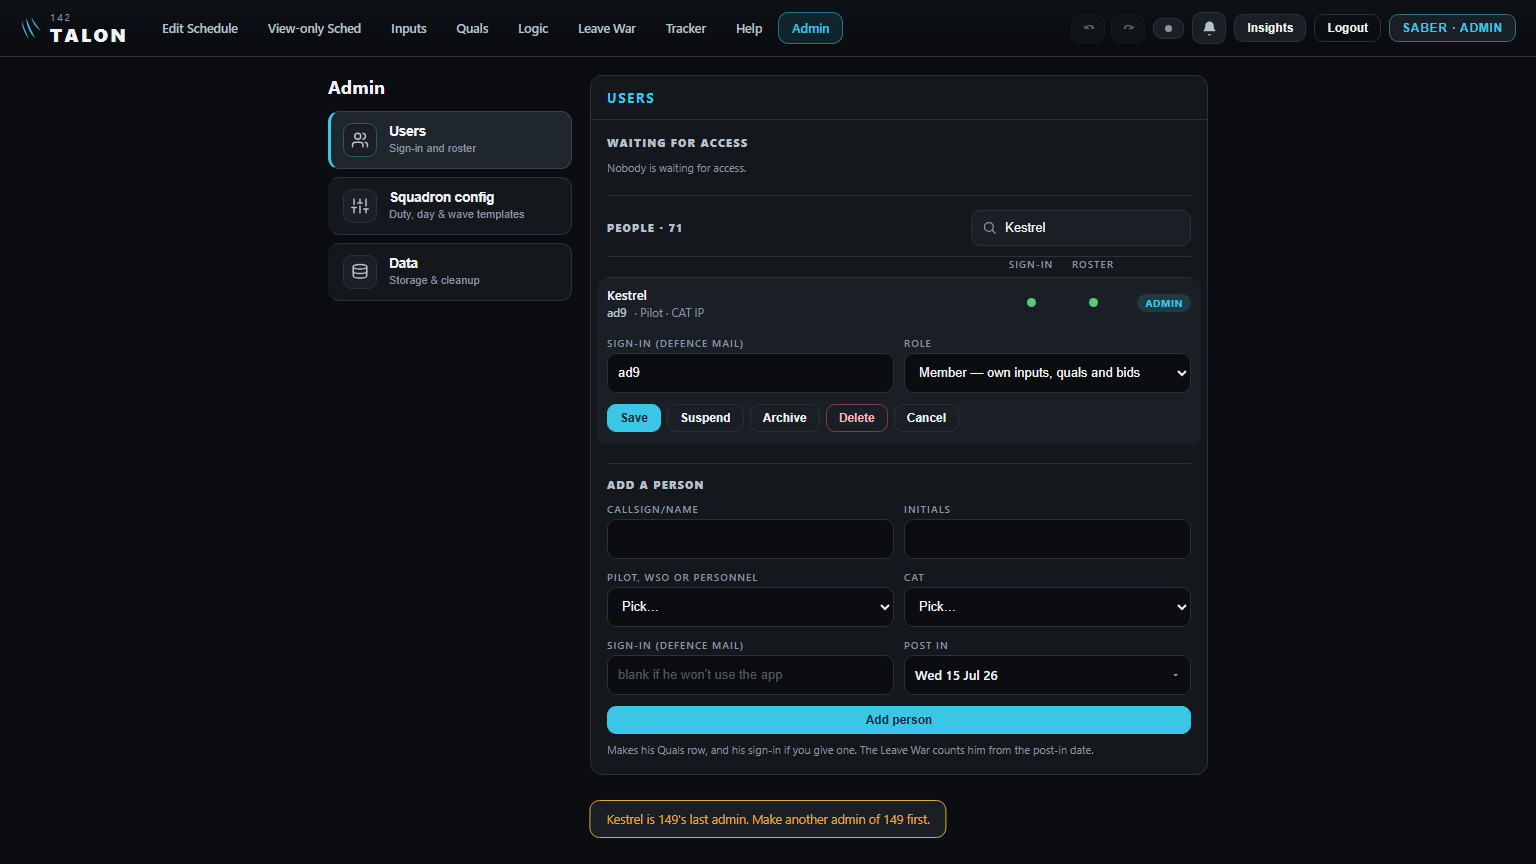 142
TALON
Edit Schedule
View-only Sched
Inputs
Quals
Logic
Leave War
Tracker
Help
Admin
Insights
Logout
SABER · ADMIN
Admin
Users
Sign-in and roster
Squadron config
Duty, day & wave templates
Data
Storage & cleanup
USERS
WAITING FOR ACCESS
Nobody is waiting for access.
PEOPLE · 71
Kestrel
SIGN-IN
ROSTER
Kestrel
ad9 · Pilot · CAT IP
ADMIN
SIGN-IN (DEFENCE MAIL)
ROLE
ad9
Member — own inputs, quals and bids
Save
Suspend
Archive
Delete
Cancel
ADD A PERSON
CALLSIGN/NAME
INITIALS
PILOT, WSO OR PERSONNEL
CAT
Pick...
Pick...
SIGN-IN (DEFENCE MAIL)
POST IN
blank if he won't use the app
Wed 15 Jul 26
Add person
Makes his Quals row, and his sign-in if you give one. The Leave War counts him from the post-in date.
Kestrel is 149's last admin. Make another admin of 149 first.